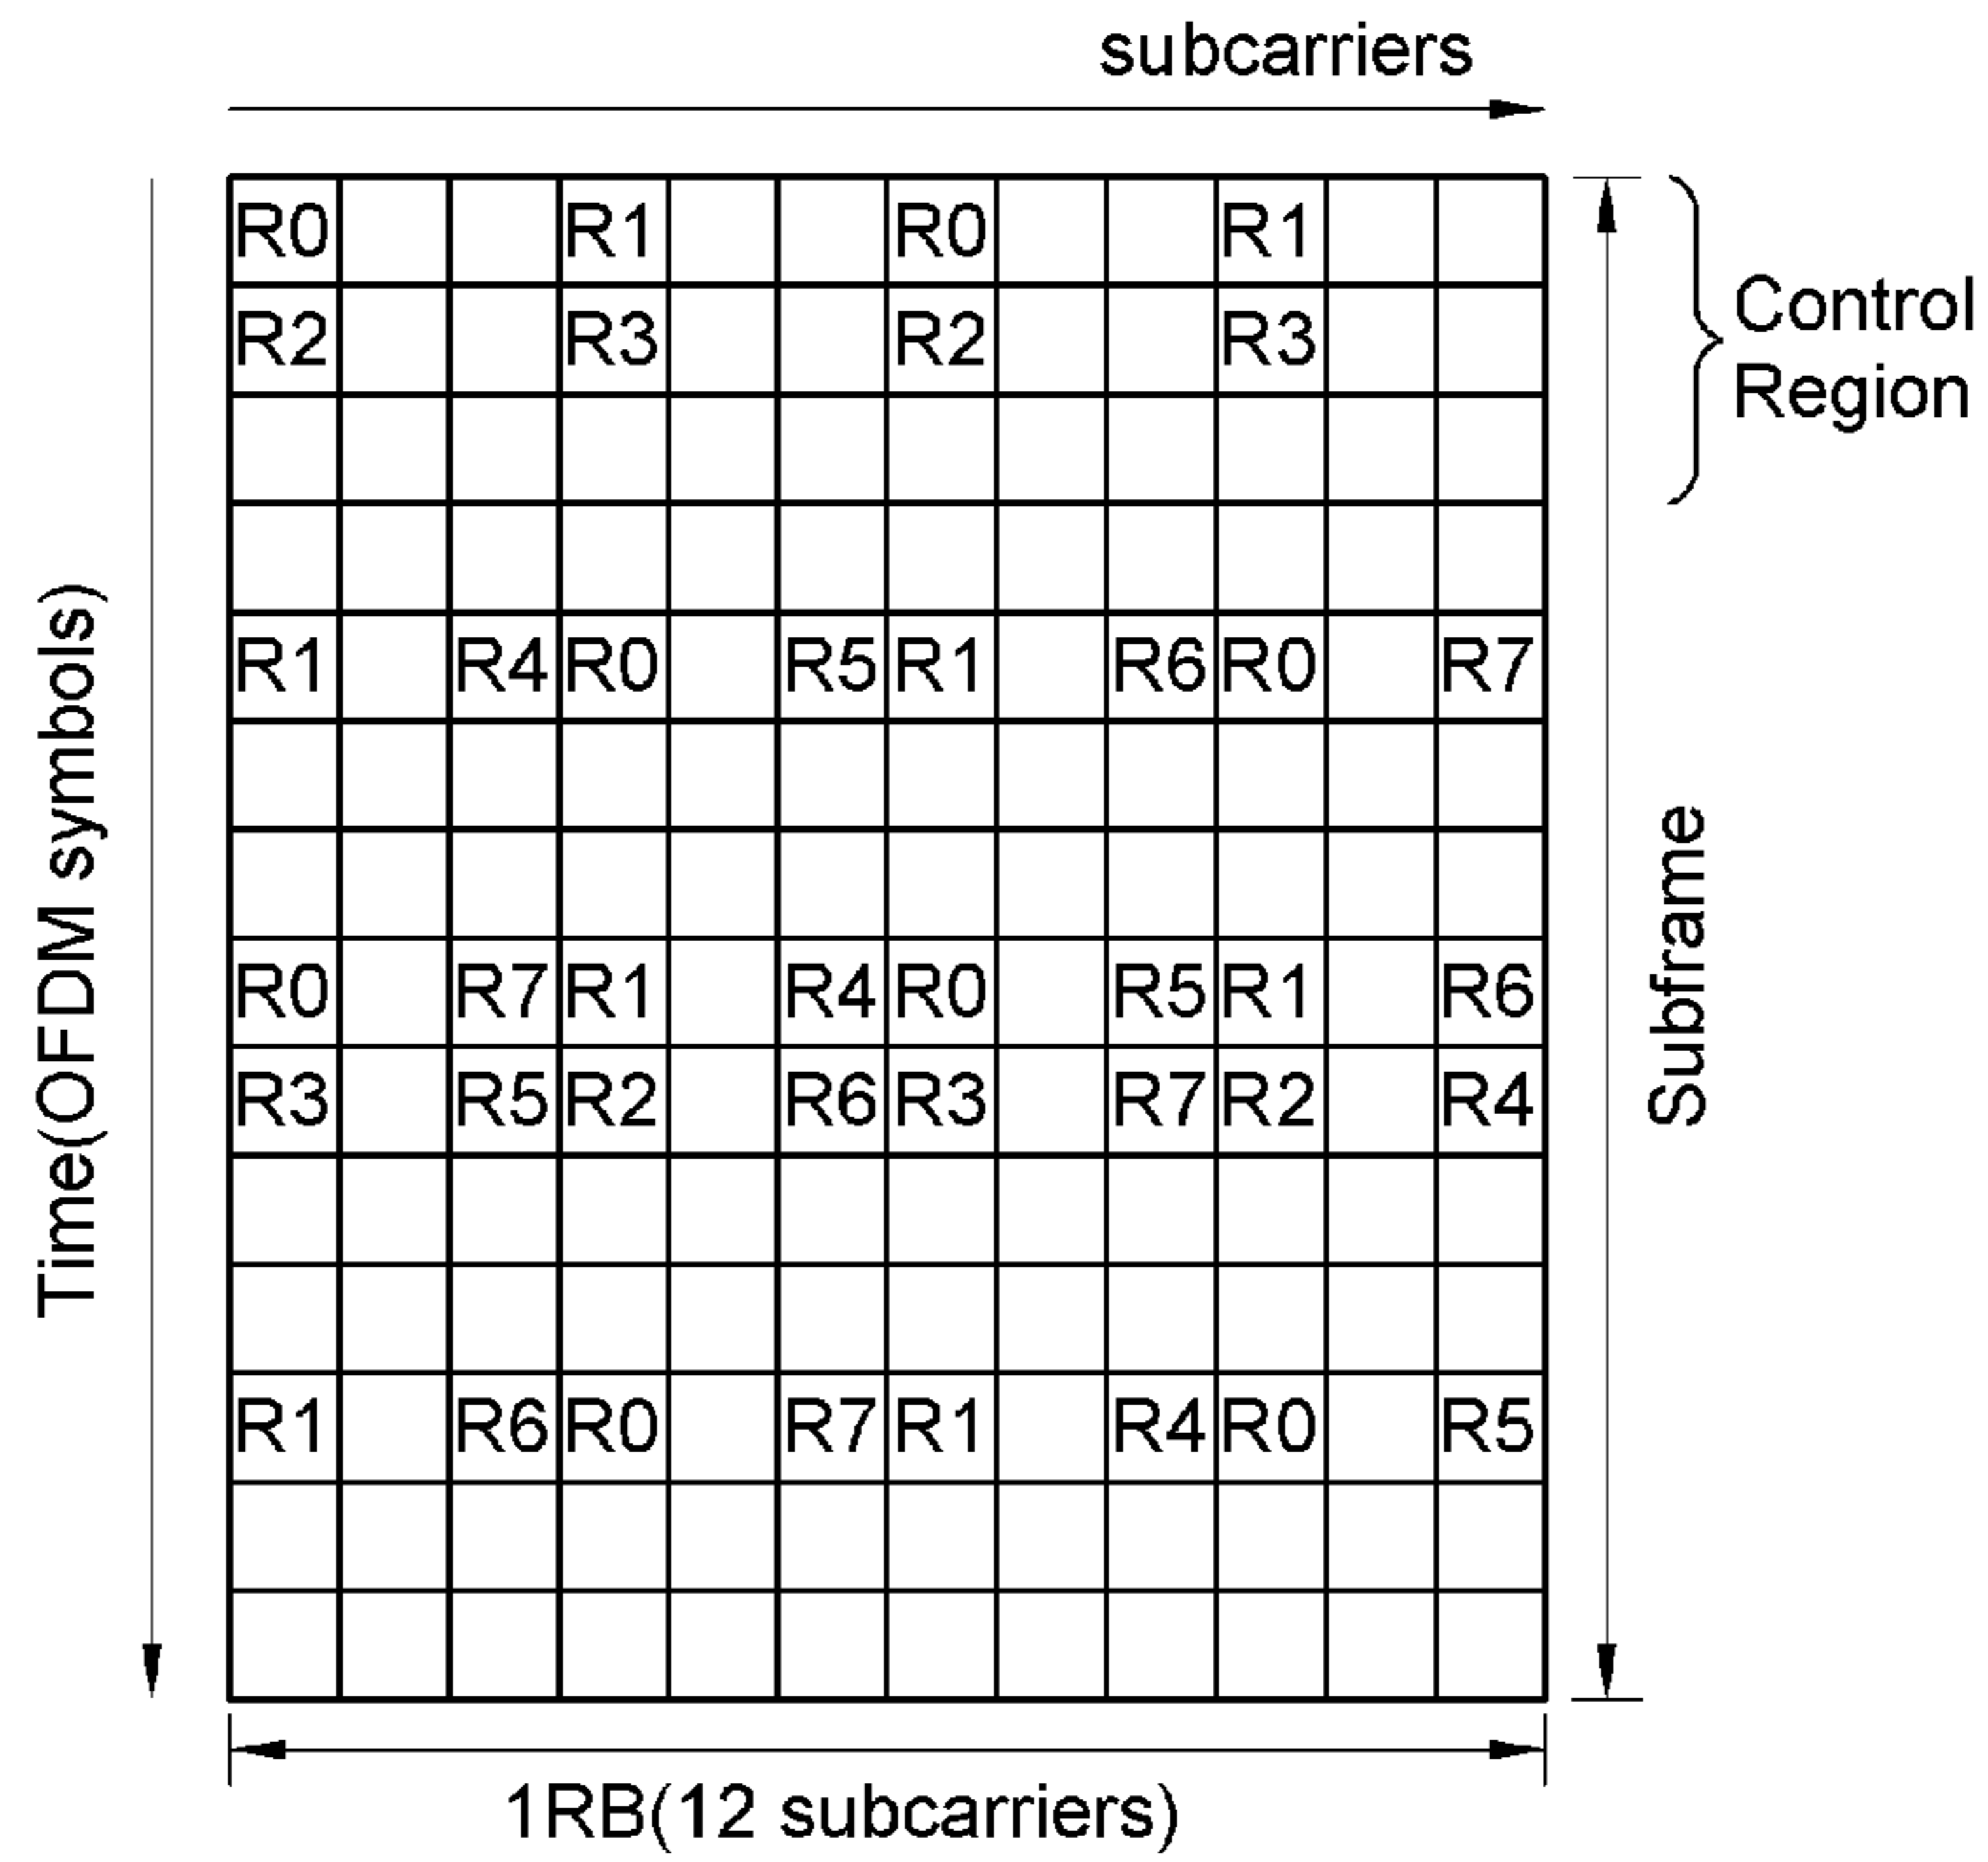 subcarriers
R0 R1 R0 R1
R2 R3 R2 R3
Control
Region
R1 R4 R0 R5 R1 R6 R0 R7
Time(OFDM symbols)
Subframe
R0 R7 R1 R4 R0 R5 R1 R6
R3 R5 R2 R6 R3 R7 R2 R4
R1 R6 R0 R7 R1 R4 R0 R5
1RB(12 subcarriers)